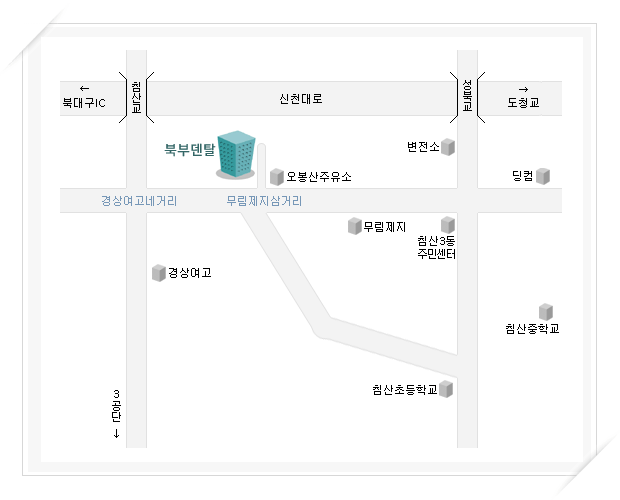 ←
북대구IC
침산교
신천대로
성북교
→
도청교
북부덴탈
변전소
오봉산주유소
딩컴
경상여고네거리
무림제지삼거리
무림제지
침산3동
주민센터
경상여고
침산중학교
침산초등학교
3공단
↓